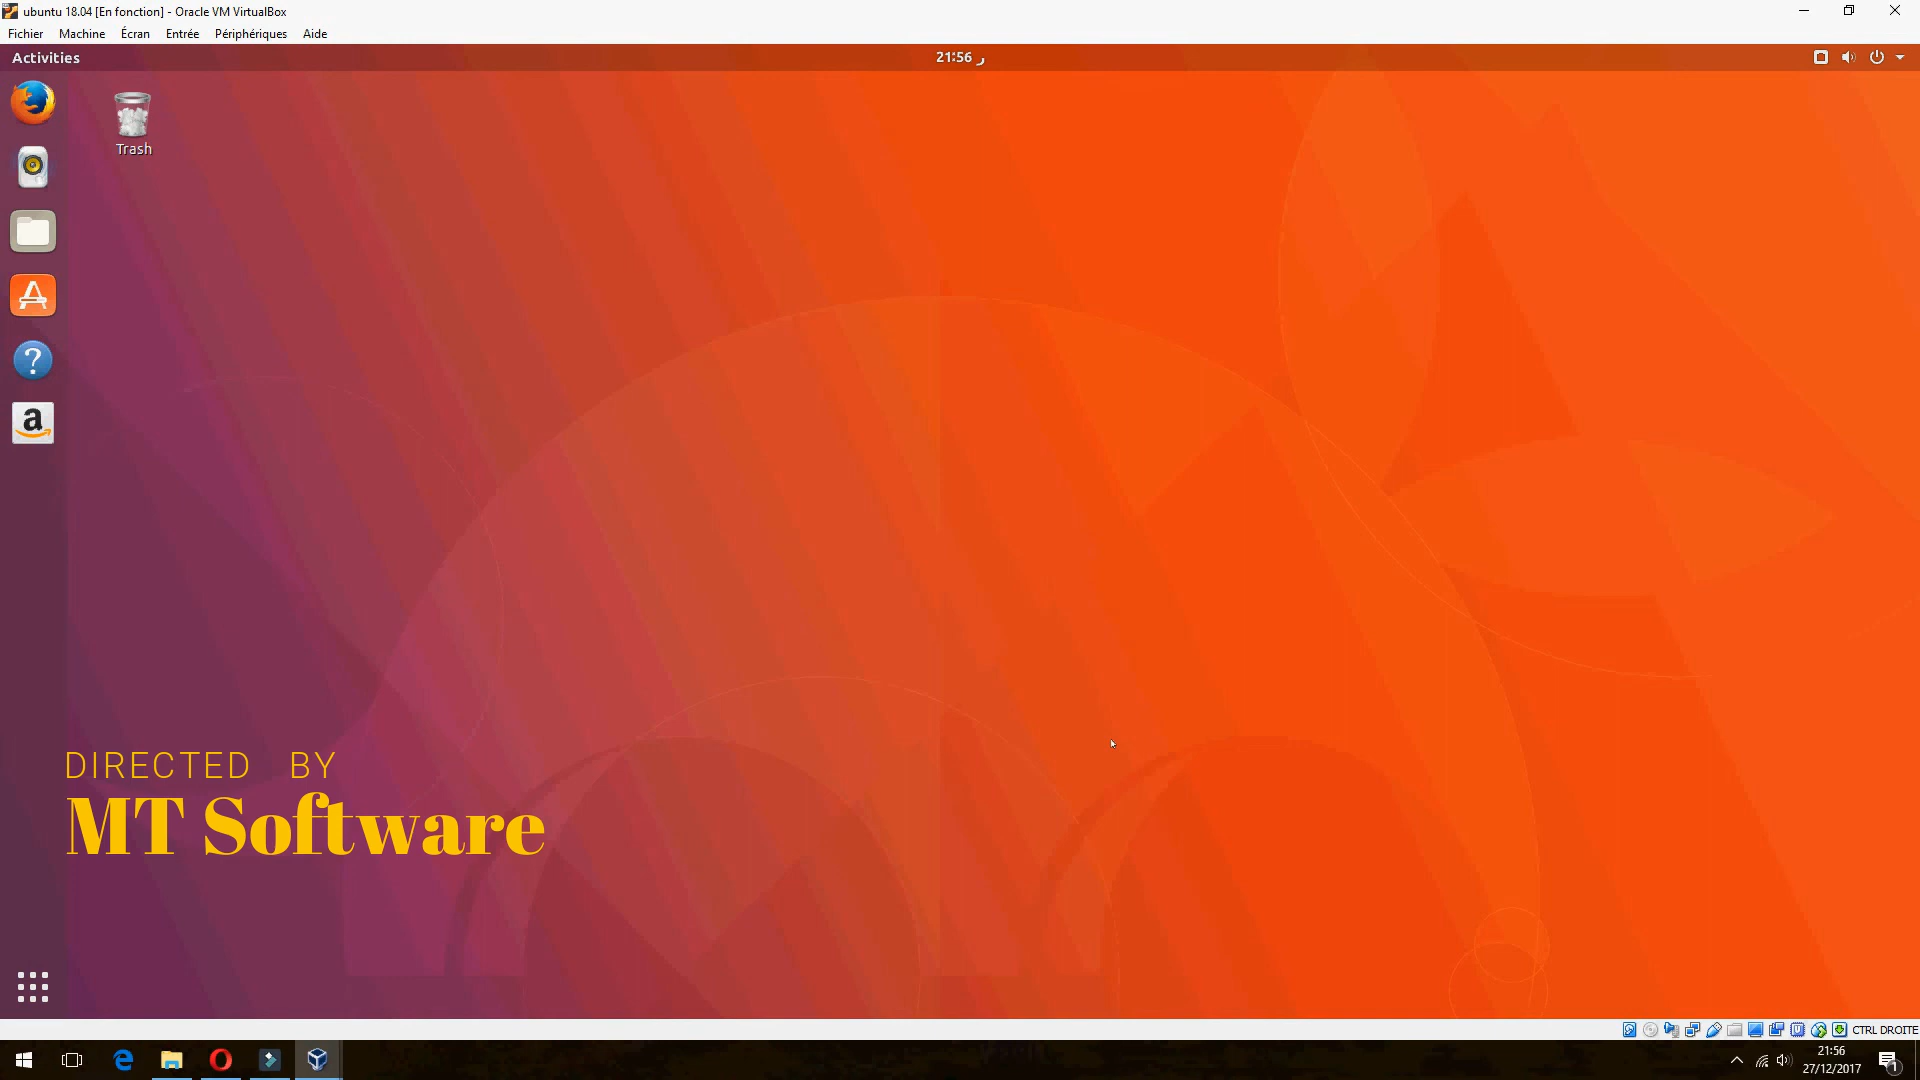 ubuntu 18.04 [En fonction] - Oracle VM VirtualBox
Fichier Machine Écran Entrée Périphériques Aide
Activities
21:56 ر
Trash
DIRECTED BY
MT Software
CTRL DROITE
21:56
27/12/2017
1